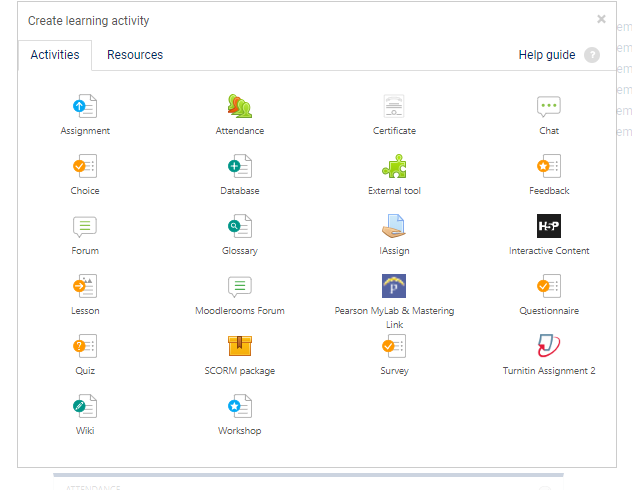 Create learning activity ×
Activities Resources Help guide ?
Assignment Attendance Certificate Chat
Choice Database External tool Feedback
H-P
Forum Glossary IAssign Interactive Content
Lesson Moodlerooms Forum Pearson MyLab & Mastering Questionnaire
Link
Quiz SCORM package Survey Turnitin Assignment 2
Wiki Workshop
ATTENDANCE